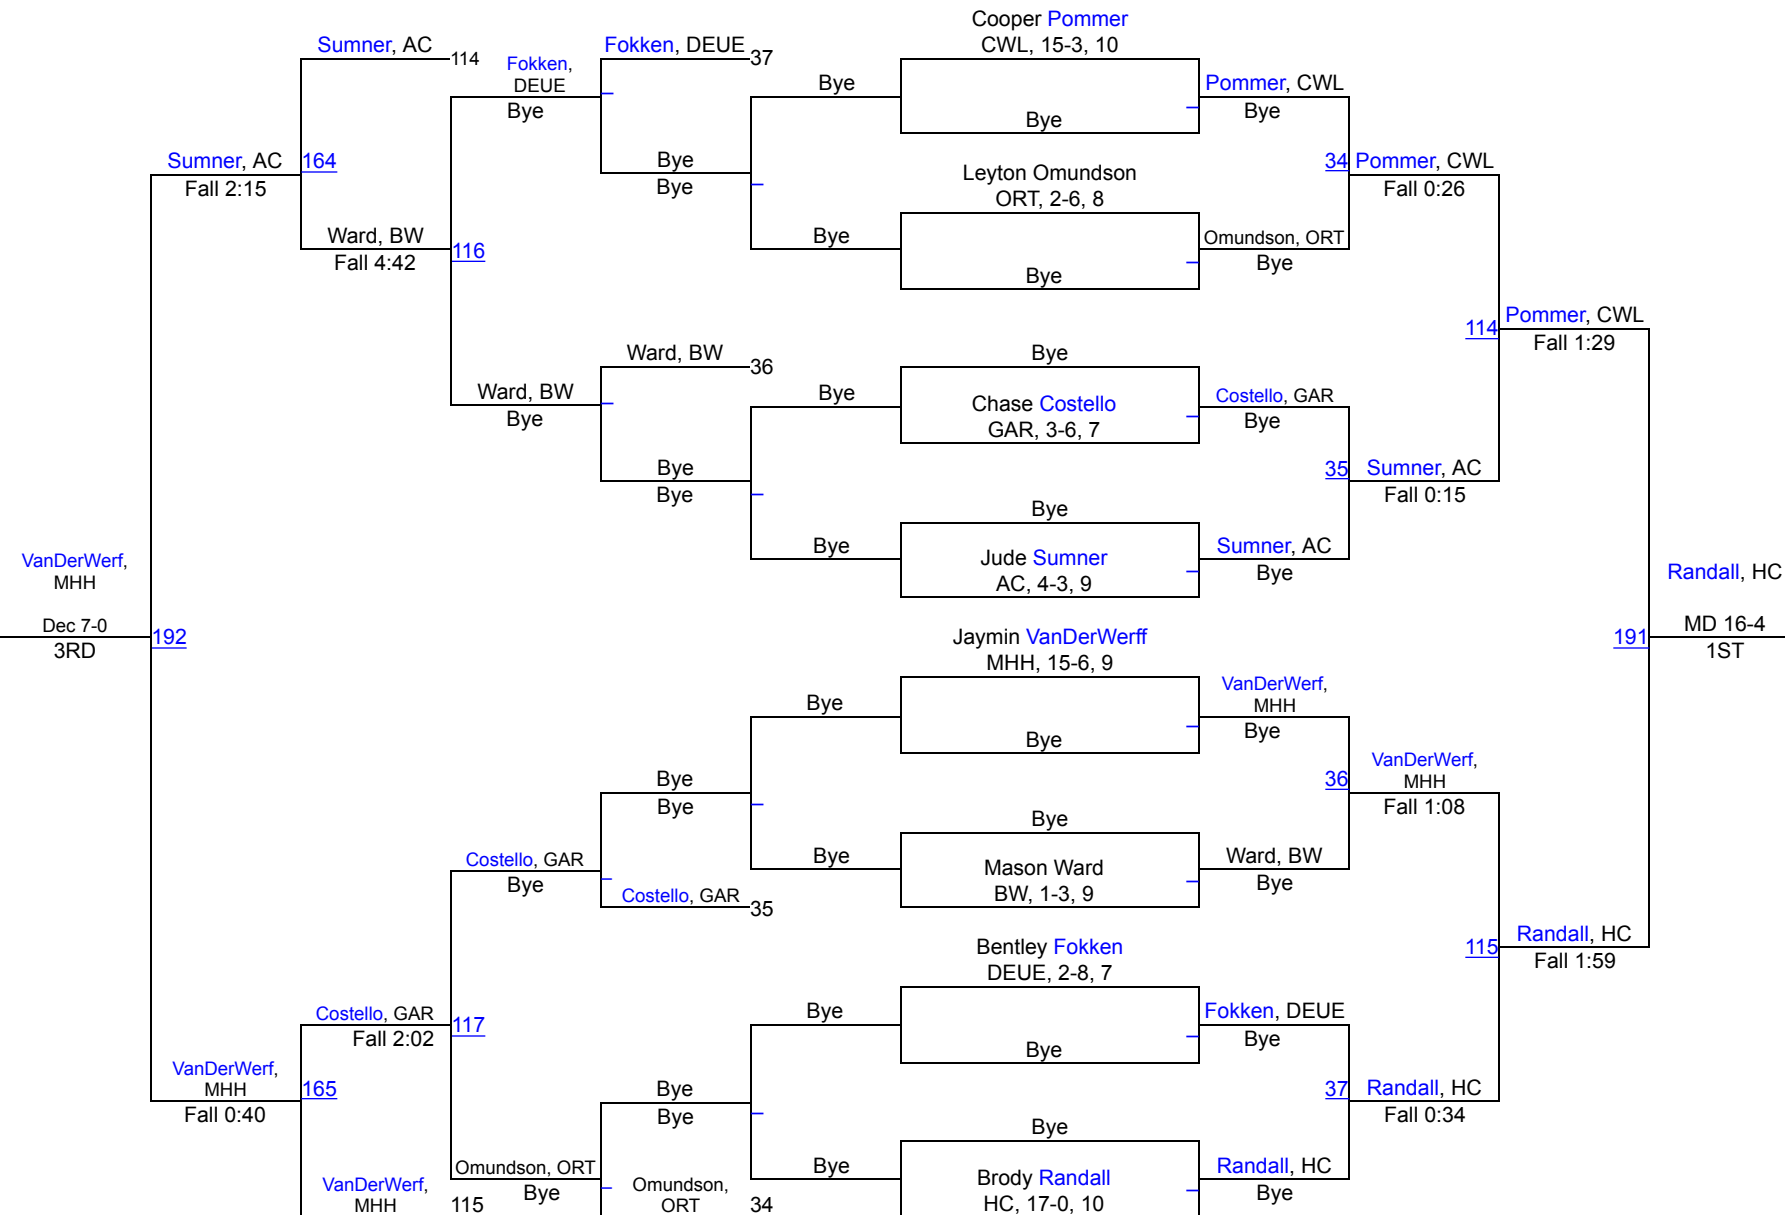 Cooper Pommer
CWL, 15-3, 10
Sumner, AC
114
Fokken, DEUE
37
Fokken,
DEUE
Bye
Bye
Pommer, CWL
Bye
Bye
Sumner, AC
164
Fall 2:15
Bye
Bye
Leyton Omundson
ORT, 2-6, 8
34
Pommer, CWL
Fall 0:26
Ward, BW
Fall 4:42
116
Bye
Omundson, ORT
Bye
Bye
114
Pommer, CWL
Fall 1:29
Ward, BW
36
Bye
Ward, BW
Bye
Bye
Chase Costello
GAR, 3-6, 7
Costello, GAR
Bye
Bye
Bye
35
Sumner, AC
Fall 0:15
Bye
Bye
Jude Sumner
AC, 4-3, 9
Sumner, AC
Bye
VanDerWerf,
MHH
Dec 7-0
3RD
192
Randall, HC
191
MD 16-4
1ST
Jaymin VanDerWerff
MHH, 15-6, 9
Bye
Bye
VanDerWerf,
MHH
Bye
Bye
Bye
36
VanDerWerf,
MHH
Fall 1:08
Bye
Bye
Mason Ward
BW, 1-3, 9
Ward, BW
Bye
Costello, GAR
Bye
Costello, GAR
35
Bentley Fokken
DEUE, 2-8, 7
115
Randall, HC
Fall 1:59
Costello, GAR
Fall 2:02
117
Bye
Bye
Fokken, DEUE
Bye
VanDerWerf,
MHH
Fall 0:40
165
Bye
Bye
37
Randall, HC
Fall 0:34
Bye
Omundson, ORT
Bye
Bye
Brody Randall
HC, 17-0, 10
Randall, HC
Bye
VanDerWerf,
MHH
115
Omundson,
ORT
34